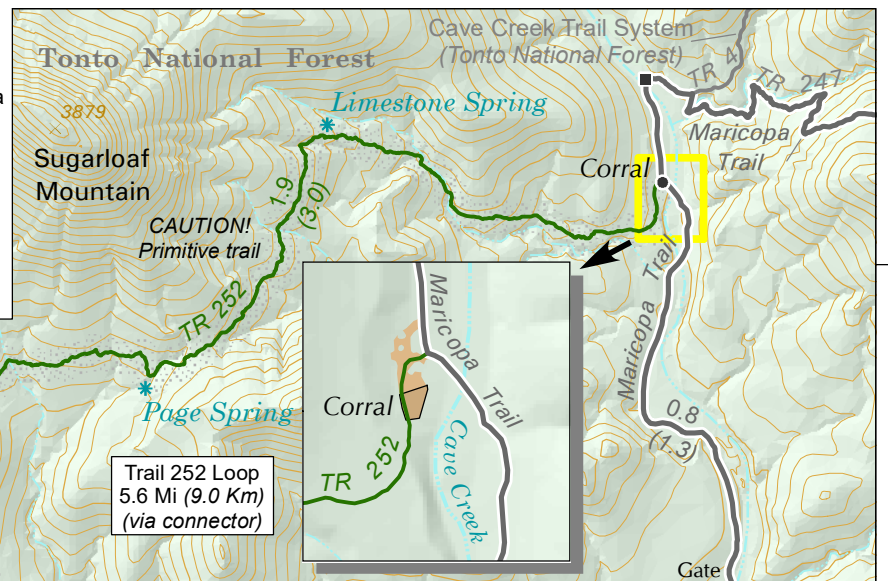 Cave Creek Trail System
(Tonto National Forest)
Tonto National Forest
TR 4
TR 247
a
3879
Limestone Spring
Maricopa
Trail
Sugarloaf
Mountain
Corral
1.9
(3.0)
CAUTION!
Primitive trail
TR 252
Maricopa Trail
Maricopa Trail
Page Spring
Corral
TR 252
Cave Creek
0.8
(1.3)
Trail 252 Loop
5.6 Mi (9.0 Km)
(via connector)
Gate